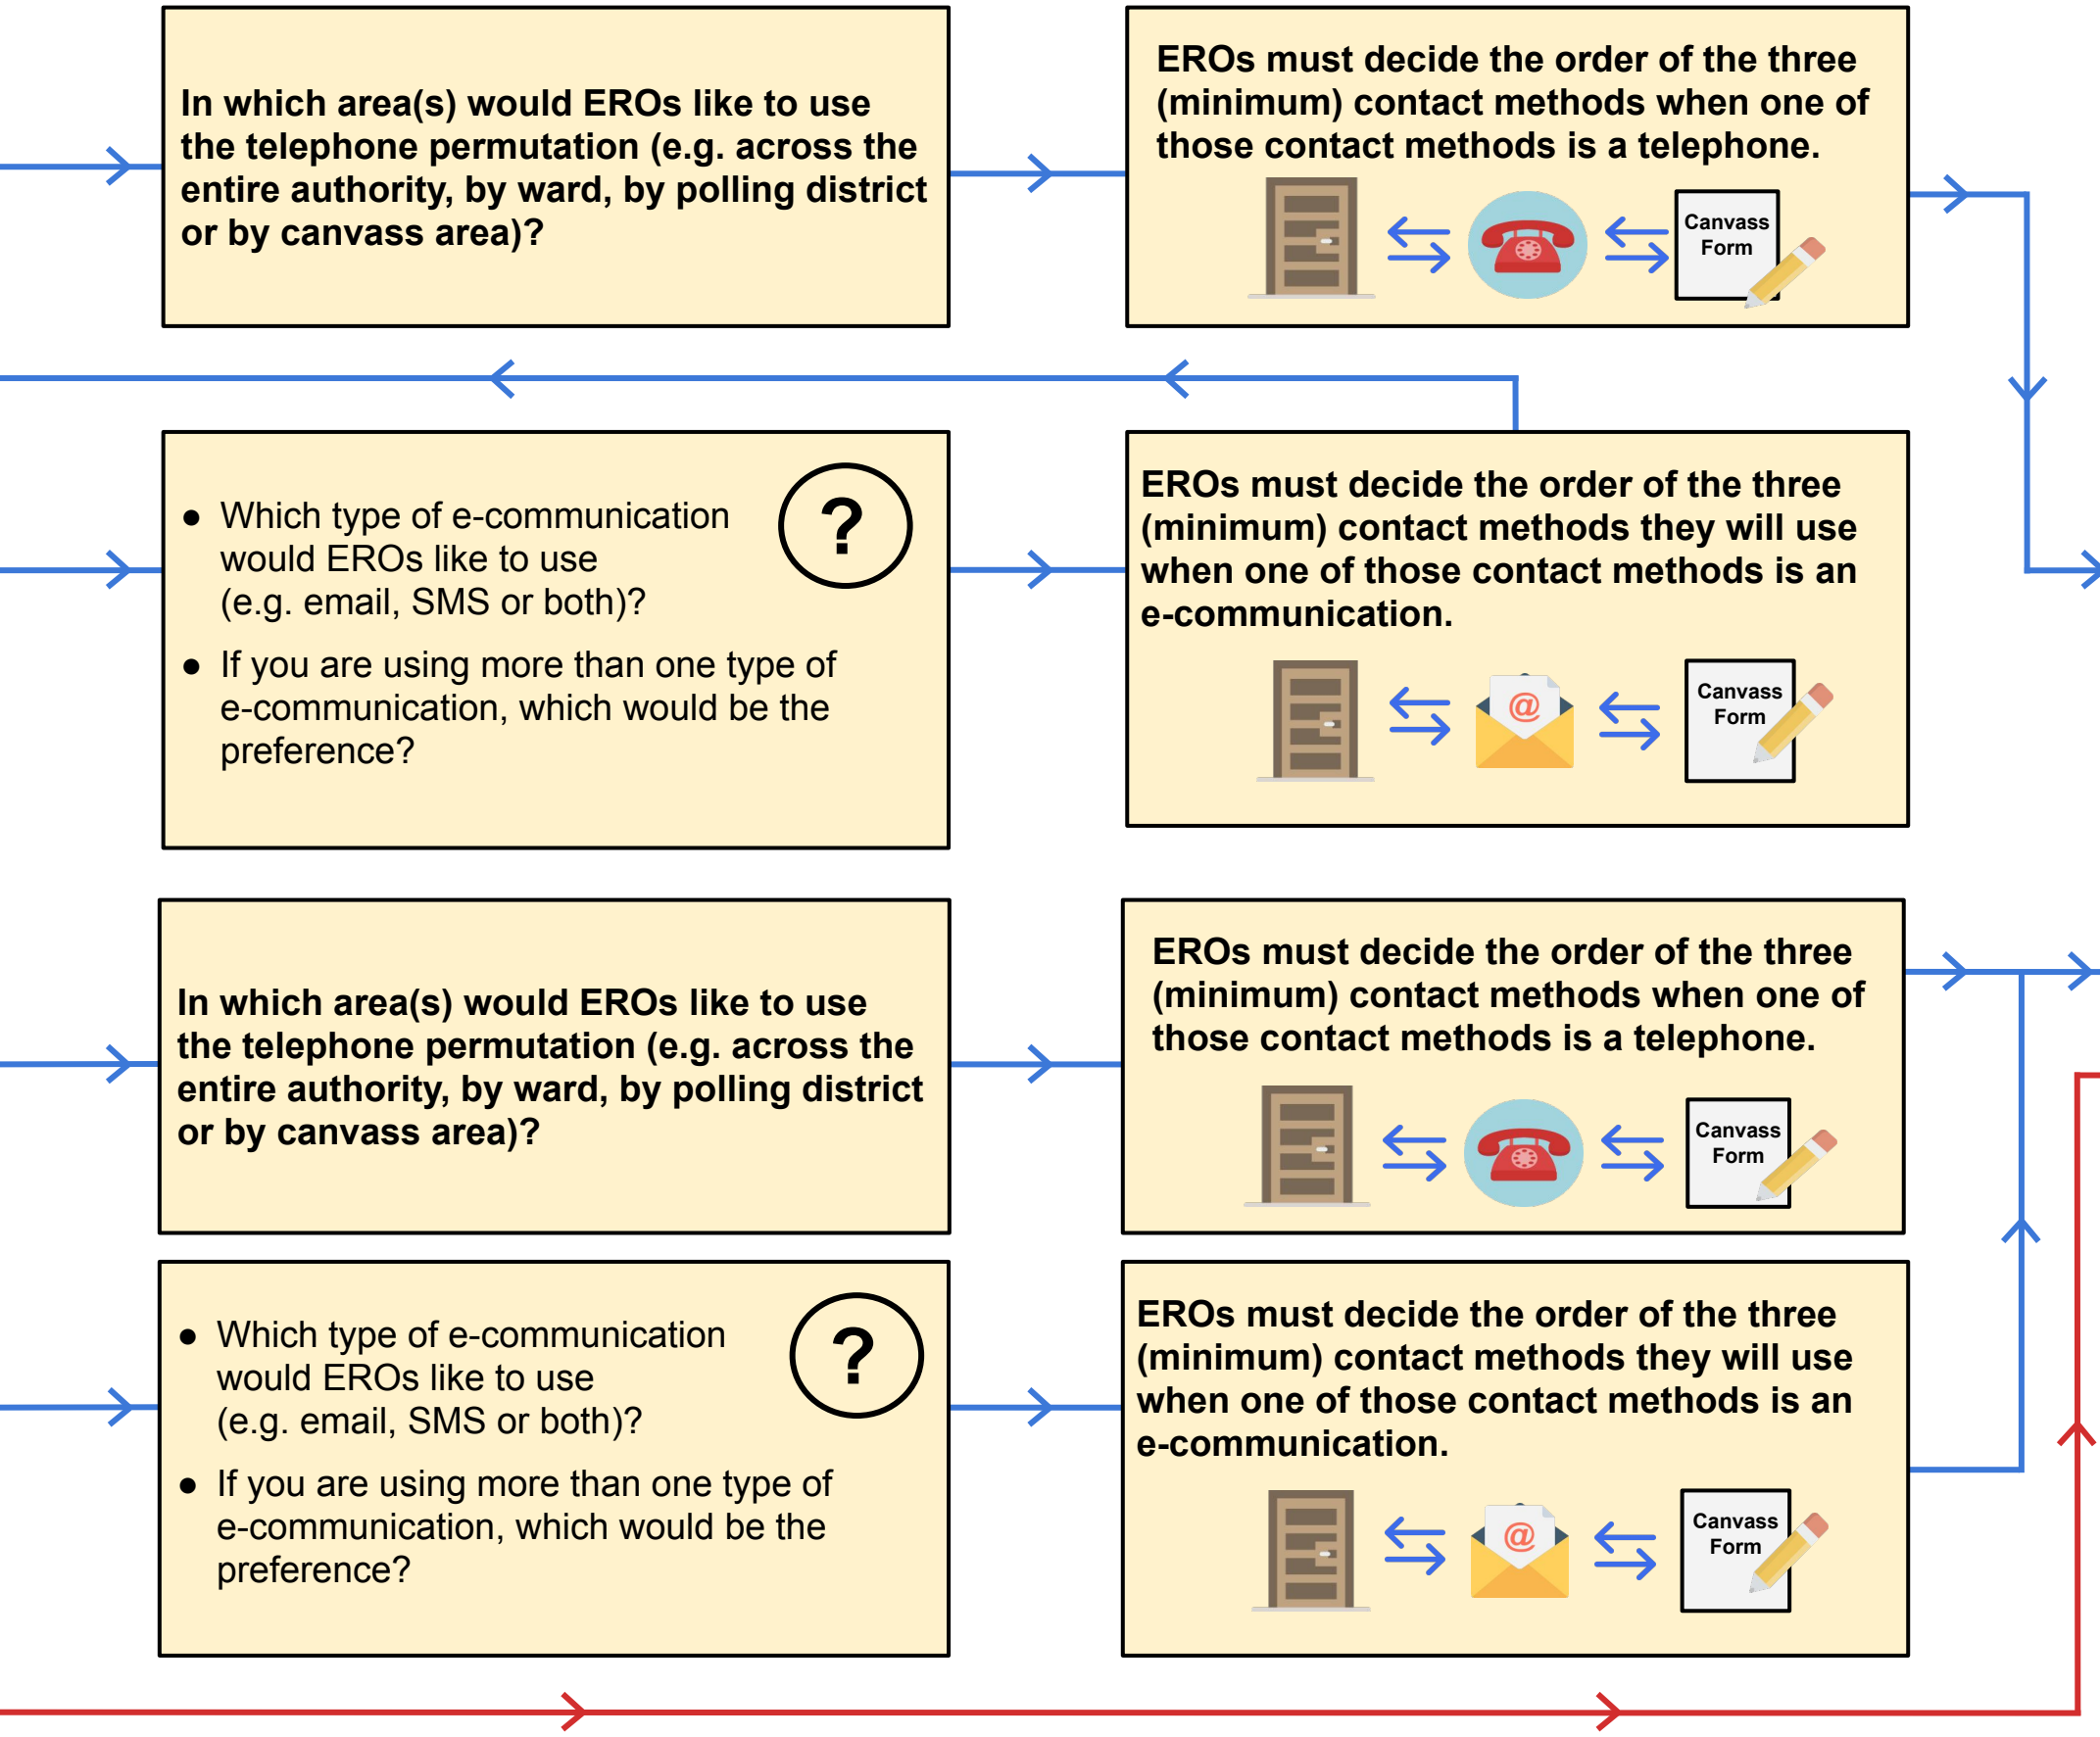 In which area(s) would EROs like to use
the telephone permutation (e.g. across the
entire authority, by ward, by polling district
or by canvass area)?
EROs must decide the order of the three
(minimum) contact methods when one of
those contact methods is a telephone.
Canvass
Form
● Which type of e-communication
would EROs like to use
(e.g. email, SMS or both)?
?
● If you are using more than one type of
e-communication, which would be the
preference?
EROs must decide the order of the three
(minimum) contact methods they will use
when one of those contact methods is an
e-communication.
@
Canvass
Form
In which area(s) would EROs like to use
the telephone permutation (e.g. across the
entire authority, by ward, by polling district
or by canvass area)?
EROs must decide the order of the three
(minimum) contact methods when one of
those contact methods is a telephone.
Canvass
Form
● Which type of e-communication
would EROs like to use
(e.g. email, SMS or both)?
?
● If you are using more than one type of
e-communication, which would be the
preference?
EROs must decide the order of the three
(minimum) contact methods they will use
when one of those contact methods is an
e-communication.
@
Canvass
Form